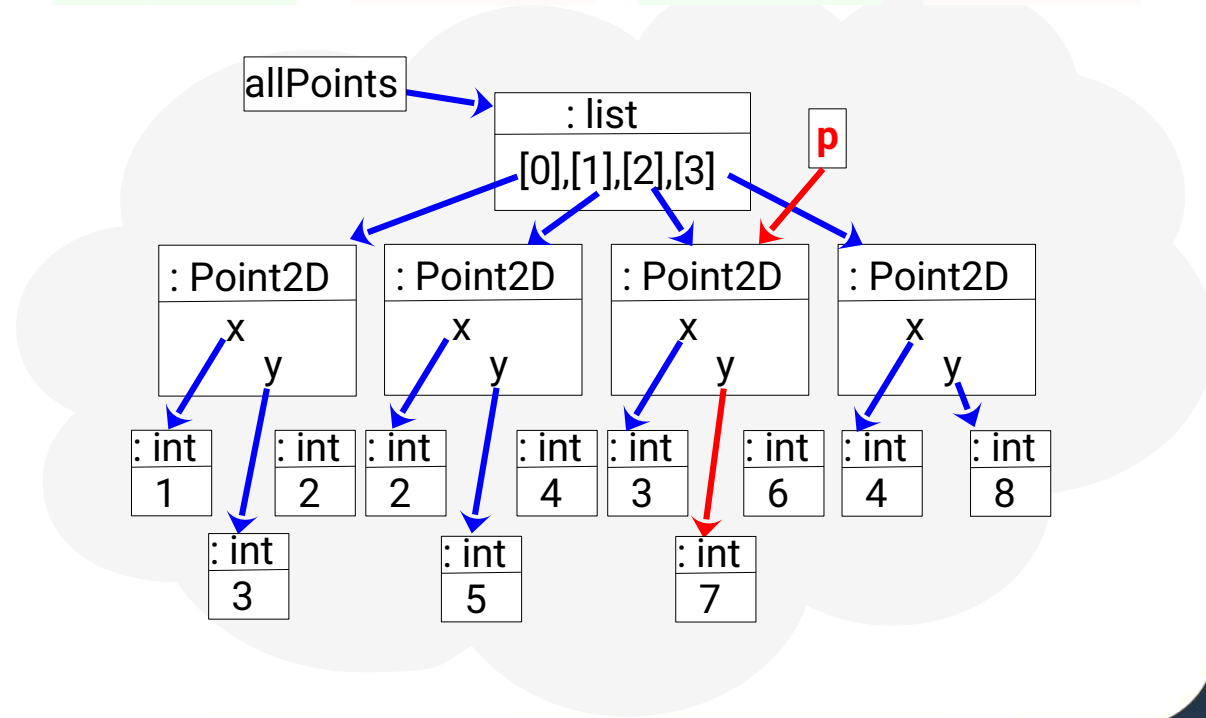 allPoints
: list
p
[0],[1],[2],[3]
: Point2D : Point2D : Point2D : Point2D
x x x x
y y y y
: int : int : int : int : int : int : int : int
1 2 2 4 3 6 4 8
: int : int : int
3 5 7